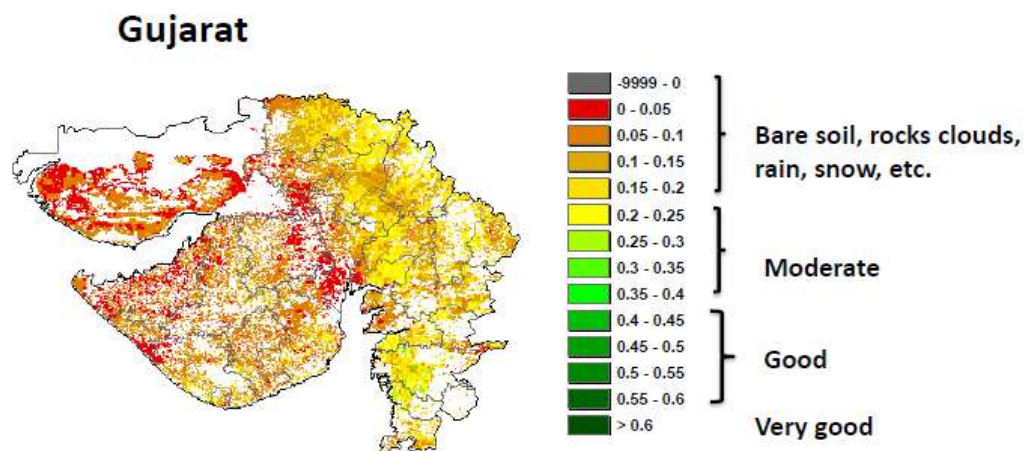 Gujarat
-9999 - 0
0 - 0.05
0.05 - 0.1
0.1 - 0.15
0.15 - 0.2
0.2 - 0.25
0.25 - 0.3
0.3 - 0.35
0.35 - 0.4
0.4 - 0.45
0.45 - 0.5
0.5 - 0.55
0.55 - 0.6
> 0.6
Bare soil, rocks clouds,
rain, snow, etc.
Moderate
Good
Very good